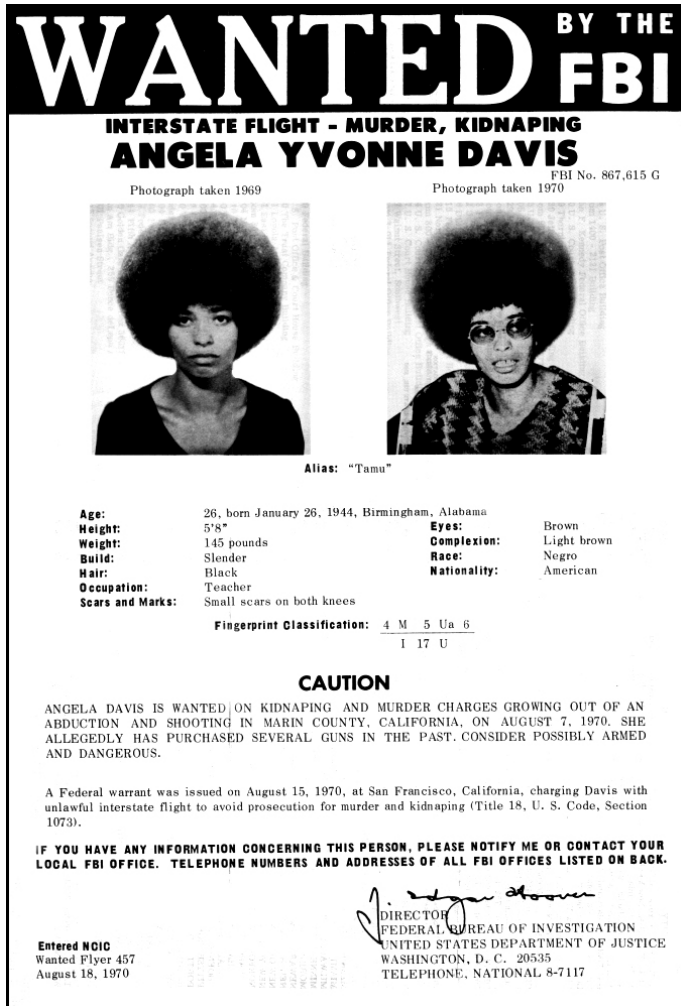 WANTED BY THE FBI
INTERSTATE FLIGHT - MURDER, KIDNAPING
ANGELA YVONNE DAVIS
FBI No. 867,615 G
Photograph taken 1969
Photograph taken 1970
Alias: "Tamu"
Age: 26, born January 26, 1944, Birmingham, Alabama
Height: 5'8"
Weight: 145 pounds
Build: Slender
Hair: Black
Occupation: Teacher
Scars and Marks: Small scars on both knees
Eyes: Brown
Complexion: Light brown
Race: Negro
Nationality: American
Fingerprint Classification: 4 M 5 Ua 6
I 17 U
CAUTION
ANGELA DAVIS IS WANTED ON KIDNAPING AND MURDER CHARGES GROWING OUT OF AN
ABDUCTION AND SHOOTING IN MARIN COUNTY, CALIFORNIA, ON AUGUST 7, 1970. SHE
ALLEGEDLY HAS PURCHASED SEVERAL GUNS IN THE PAST. CONSIDER POSSIBLY ARMED
AND DANGEROUS.
A Federal warrant was issued on August 15, 1970, at San Francisco, California, charging Davis with
unlawful interstate flight to avoid prosecution for murder and kidnaping (Title 18, U. S. Code, Section
1073).
IF YOU HAVE ANY INFORMATION CONCERNING THIS PERSON, PLEASE NOTIFY ME OR CONTACT YOUR
LOCAL FBI OFFICE. TELEPHONE NUMBERS AND ADDRESSES OF ALL FBI OFFICES LISTED ON BACK.
J. Edgar Hoover
DIRECTOR
FEDERAL BUREAU OF INVESTIGATION
UNITED STATES DEPARTMENT OF JUSTICE
WASHINGTON, D. C. 20535
TELEPHONE, NATIONAL 8-7117
Entered NCIC
Wanted Flyer 457
August 18, 1970